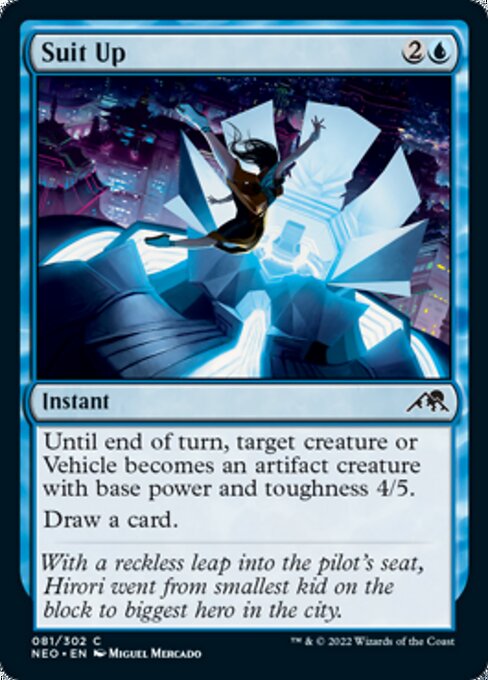 Suit Up 2
Instant
Until end of turn, target creature or
Vehicle becomes an artifact creature
with base power and toughness 4/5.
Draw a card.
With a reckless leap into the pilot's seat,
Hirori went from smallest kid on the
block to biggest hero in the city.
081/302 C
NEO • EN Miguel Mercado
™ & © 2022 Wizards of the Coast